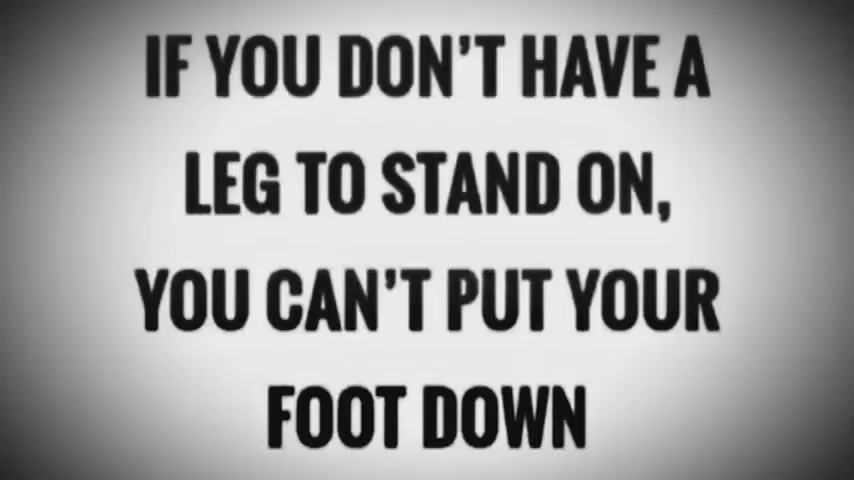 IF YOU DON’T HAVE A
LEG TO STAND ON,
YOU CAN’T PUT YOUR
FOOT DOWN